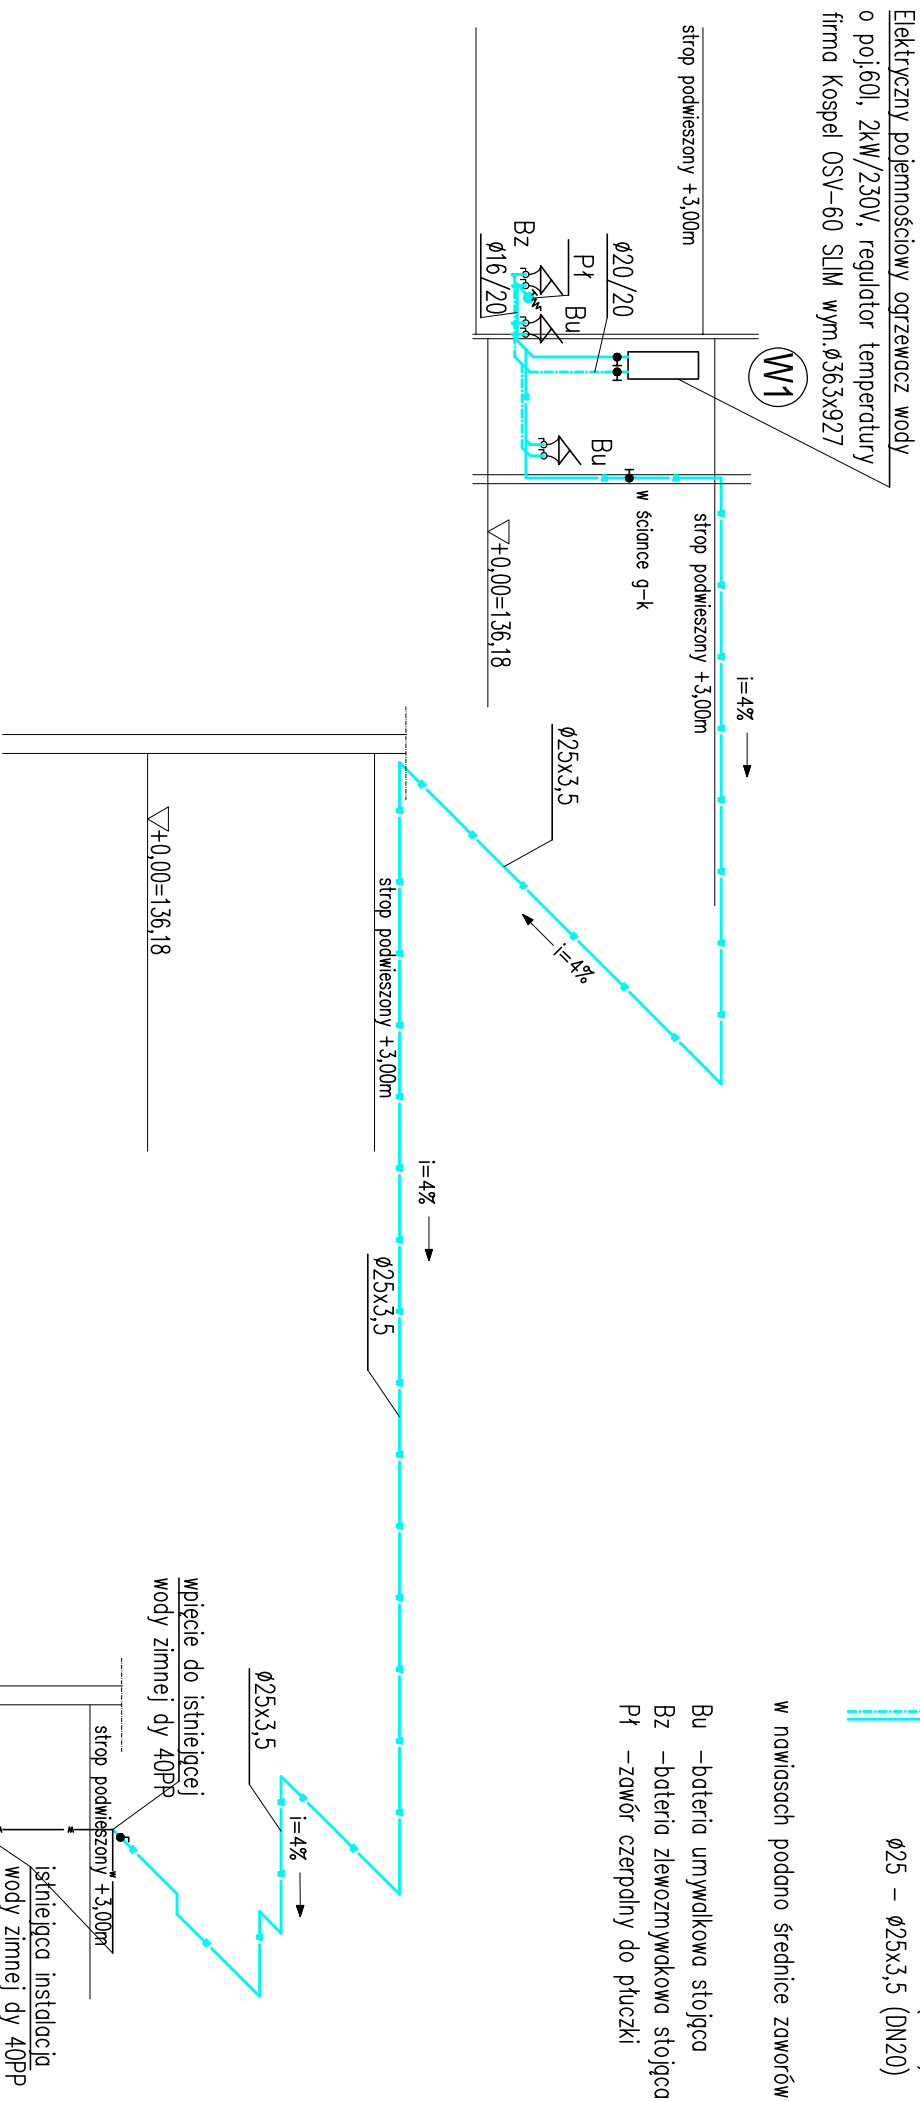 Elektryczny pojemnościowy ogrzewacz wody
o poj.60l, 2kW/230V, regulator temperatury
firma Kospel OSV-60 SLIM wym.ø363x927
W1
strop podwieszony +3,00m
ø20/20
Pł
Bz
Bu
ø16/20
Bu
w ściance g-k
strop podwieszony +3,00m
+0,00=136,18
i=4%
ø25x3,5
i=4%
+0,00=136,18
strop podwieszony +3,00m
i=4%
ø25x3,5
ø25x3,5
i=4%
wpięcie do istniejącej
wody zimnej dy 40PP
strop podwieszony +3,00m
istniejąca instalacja
wody zimnej dy 40PP
ø25 - ø25x3,5 (DN20)
w nawiasach podano średnice zaworów
Bu -bateria umywalkowa stojąca
Bz -bateria zlewozmywakowa stojąca
Pł -zawór czerpalny do płuczki